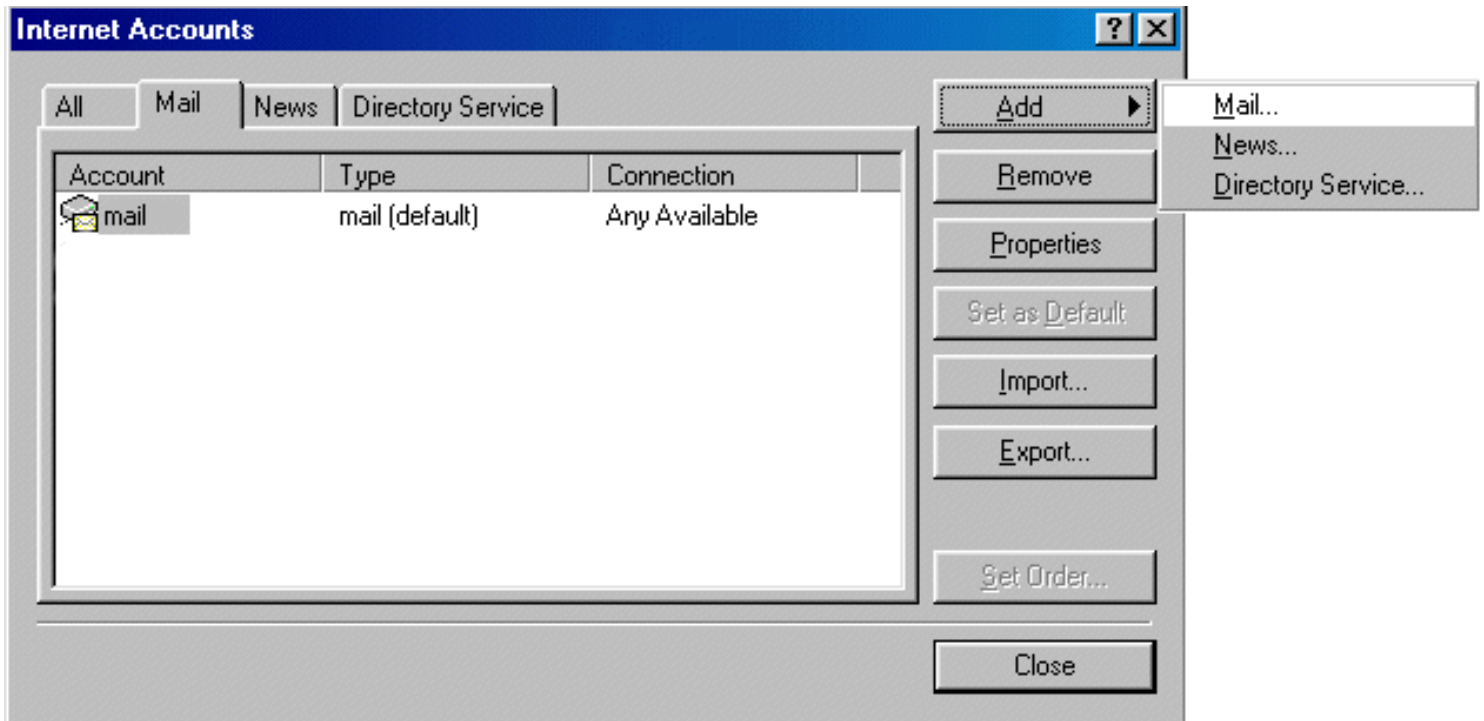 Internet Accounts
All Mail News Directory Service
Account Type Connection
mail mail (default) Any Available
Add
Remove
Properties
Set as Default
Import...
Export...
Set Order...
Close
Mail...
News...
Directory Service...